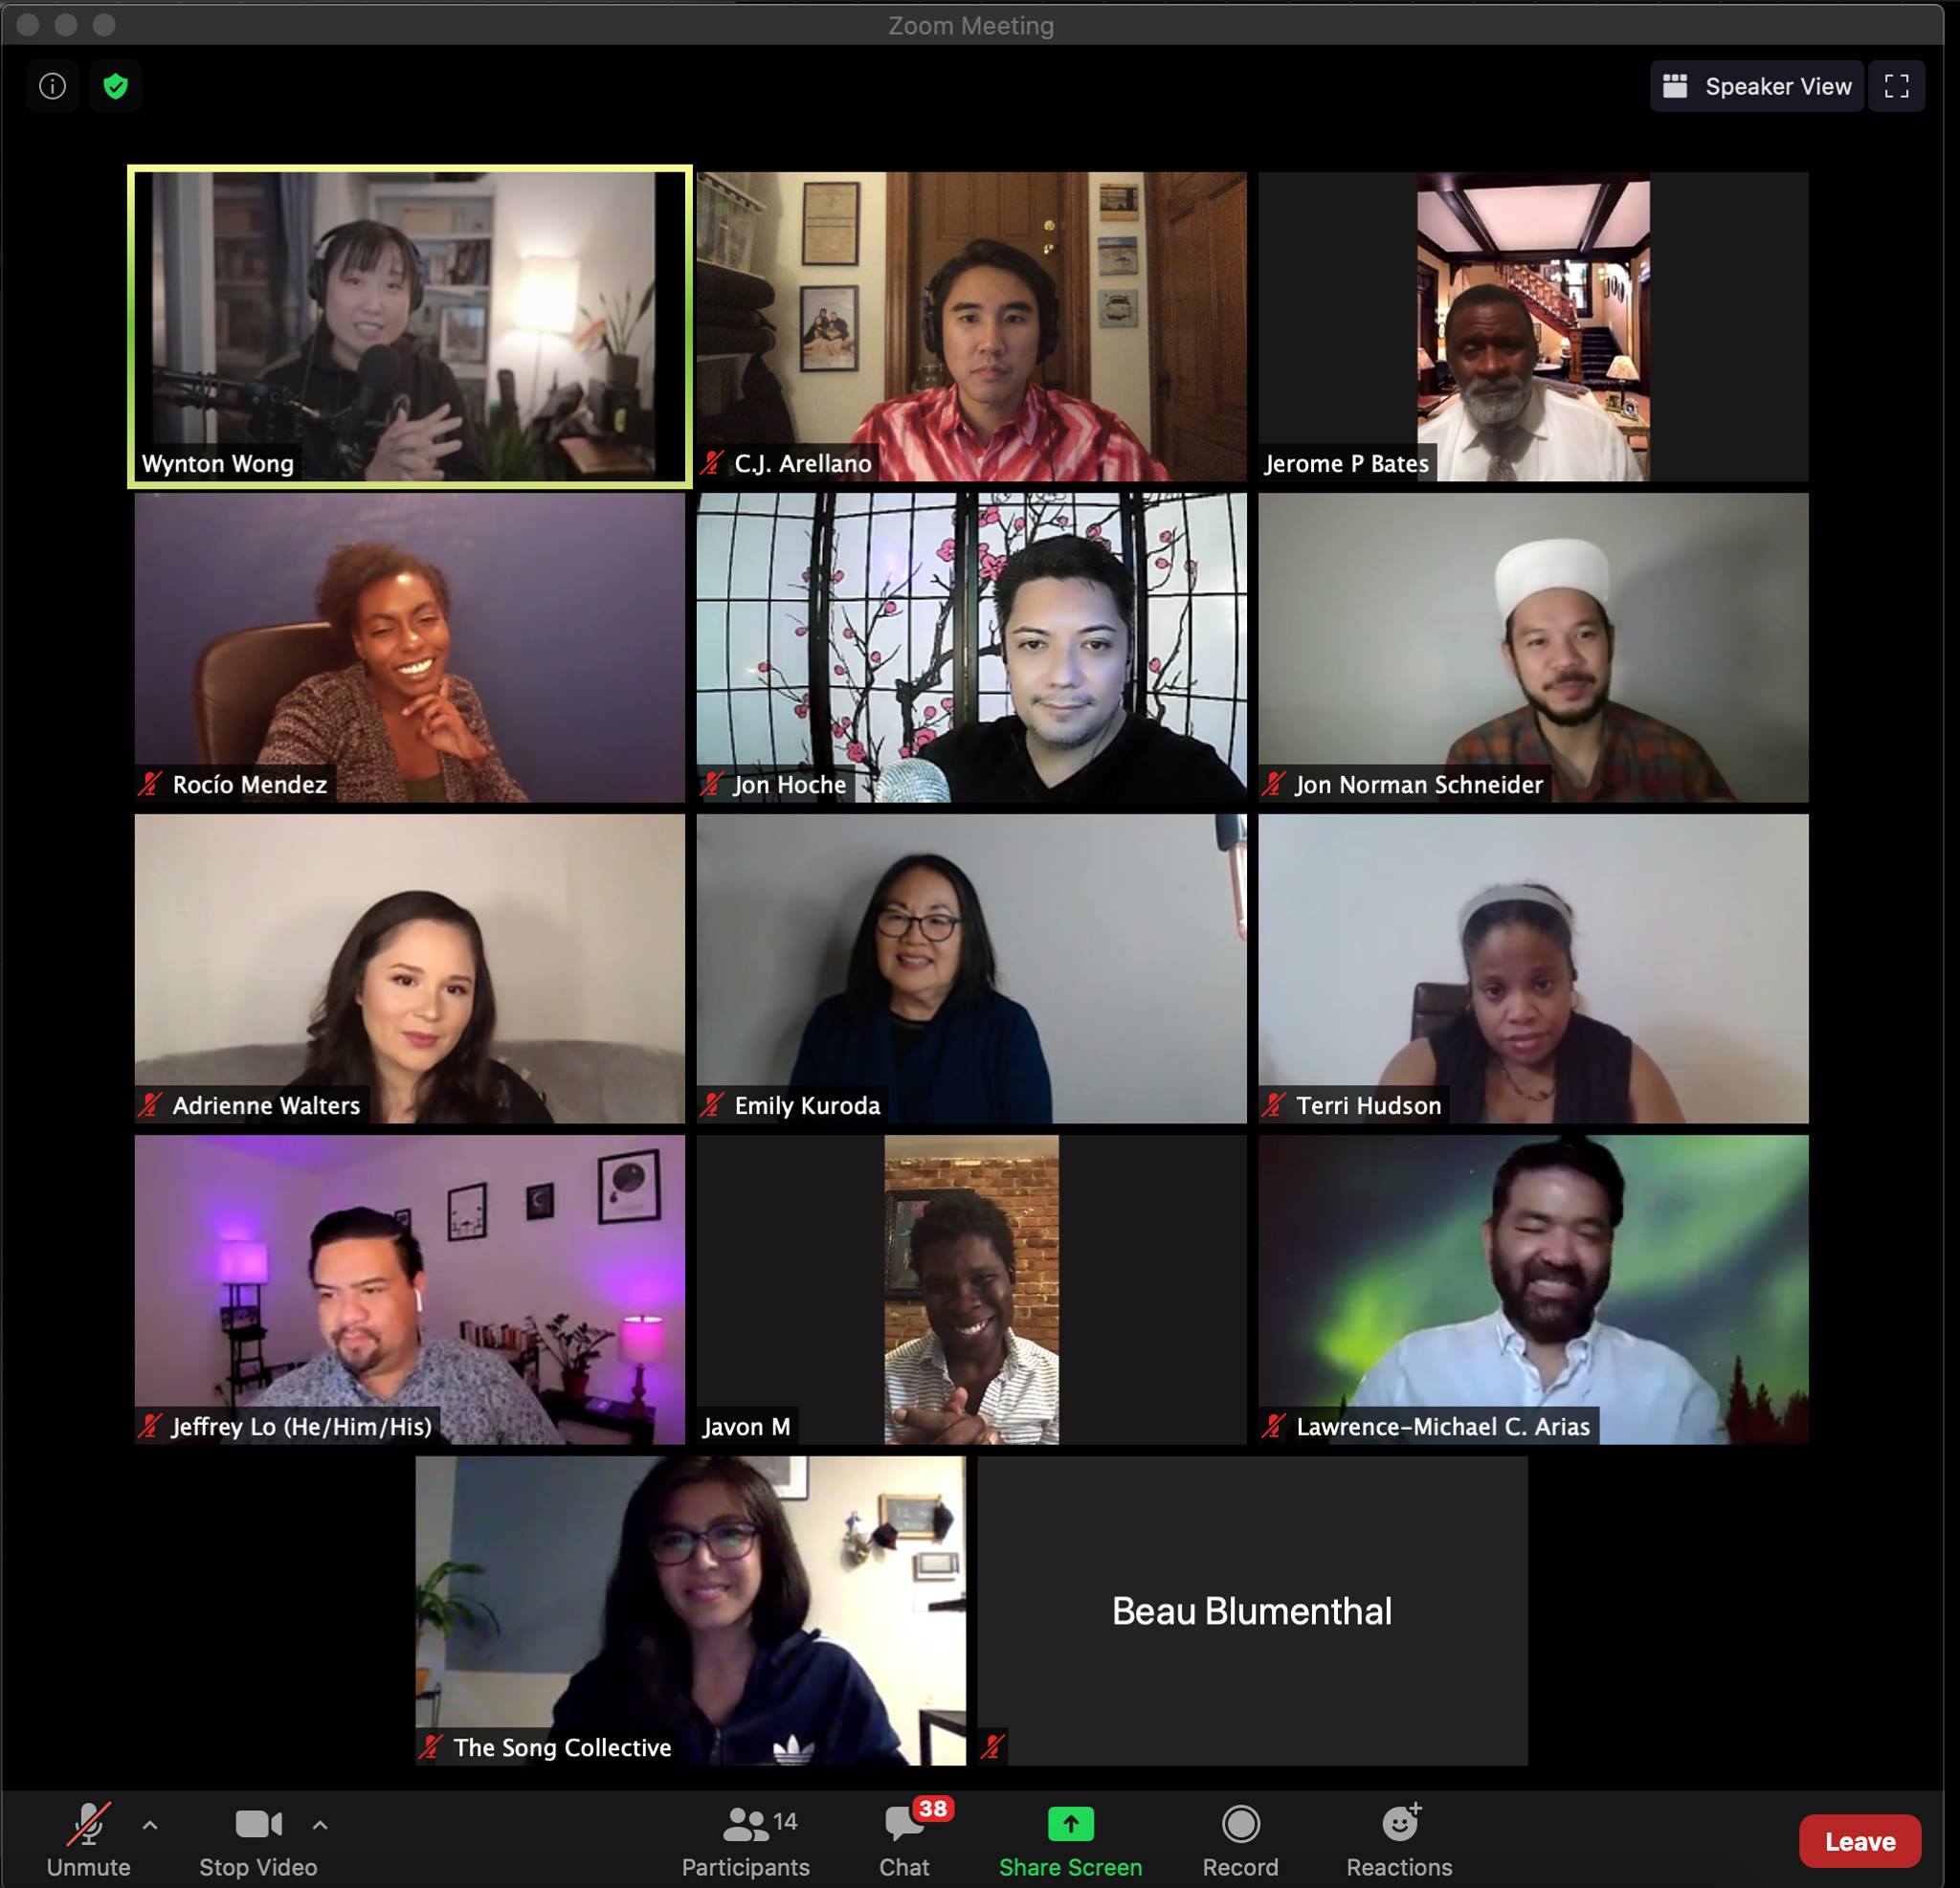 Zoom Meeting
Speaker View
Wynton Wong
C.J. Arellano
Jerome P Bates
Rocío Mendez
Jon Hoche
Jon Norman Schneider
Adrienne Walters
Emily Kuroda
Terri Hudson
Jeffrey Lo (He/Him/His)
Javon M
Lawrence-Michael C. Arias
The Song Collective
Beau Blumenthal
Unmute
Stop Video
14
Participants
38
Chat
Share Screen
Record
Reactions
Leave